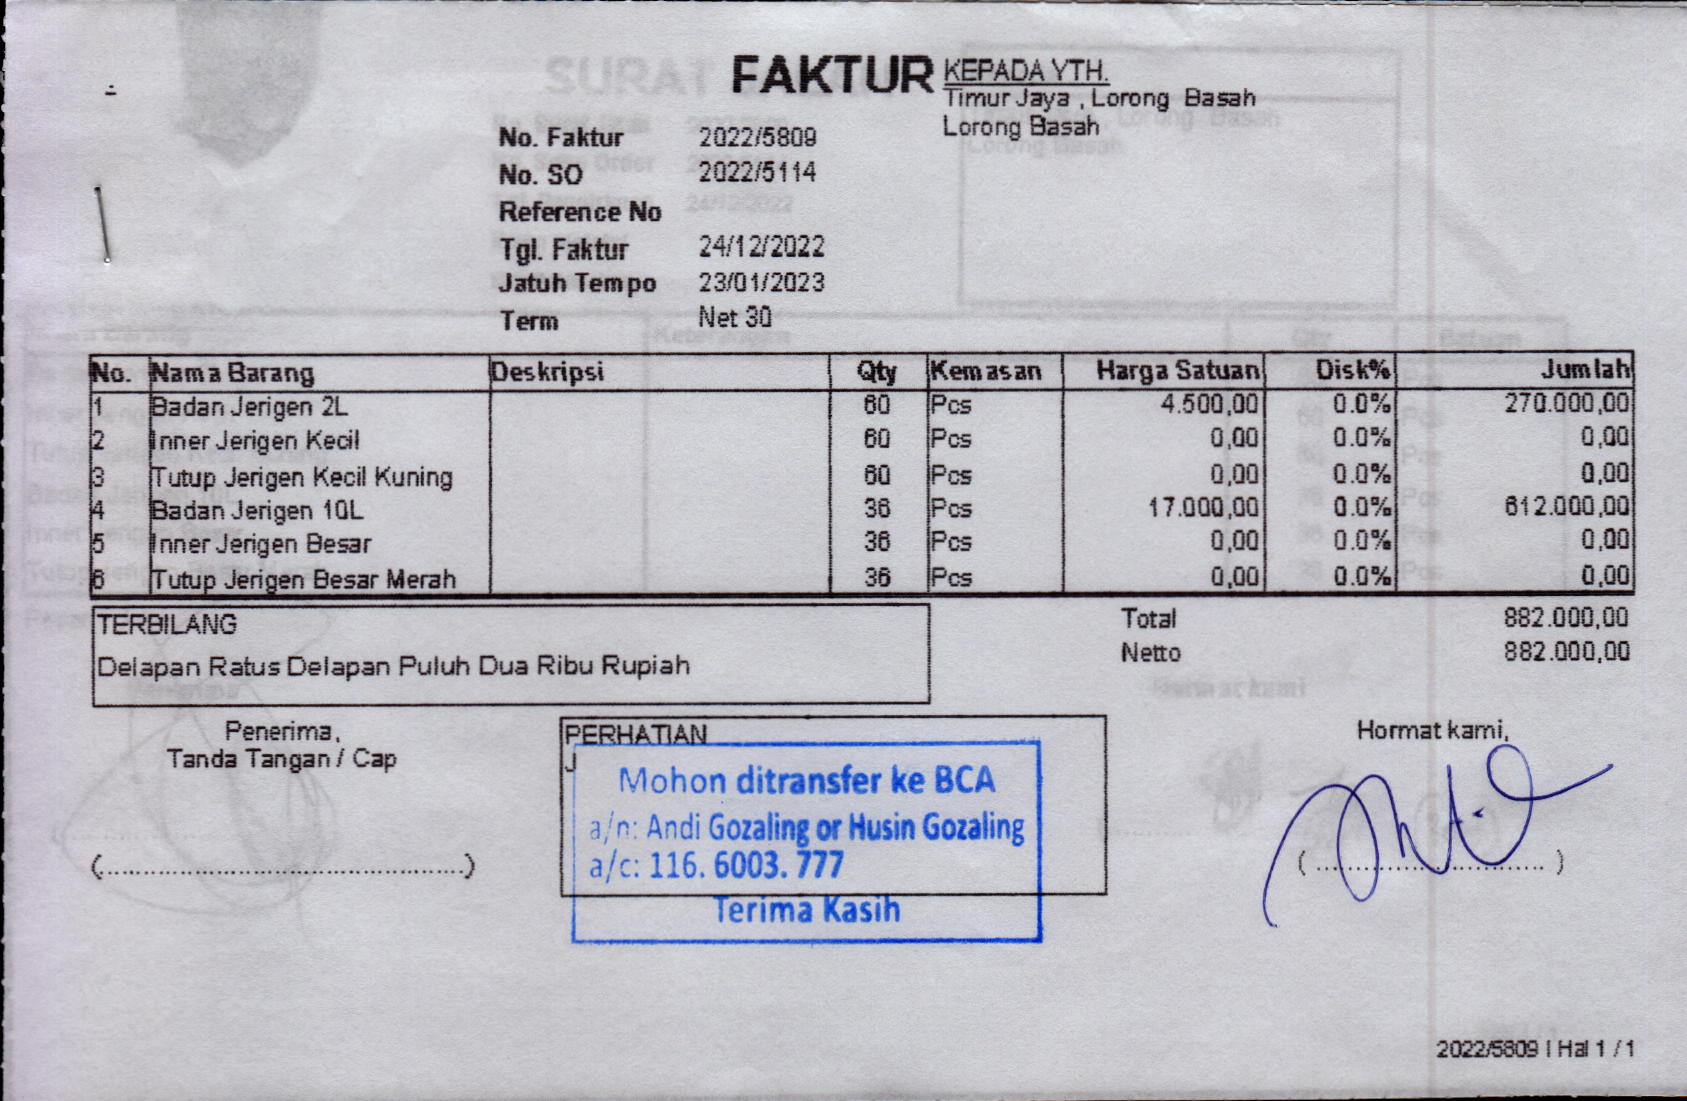 FAKTUR
KEPADA YTH.
Timur Jaya , Lorong Basah
Lorong Basah
No. Faktur 2022/5809
No. SO 2022/5114
Reference No
Tgl. Faktur 24/12/2022
Jatuh Tempo 23/01/2023
Term Net 30
No. Nama Barang Deskripsi Qty Kemasan Harga Satuan Disk% Jumlah
1 Badan Jerigen 2L 60 Pcs 4.500,00 0.0% 270.000,00
2 Inner Jerigen Kecil 60 Pcs 0,00 0.0% 0,00
3 Tutup Jerigen Kecil Kuning 60 Pcs 0,00 0.0% 0,00
4 Badan Jerigen 10L 36 Pcs 17.000,00 0.0% 612.000,00
5 Inner Jerigen Besar 36 Pcs 0,00 0.0% 0,00
6 Tutup Jerigen Besar Merah 36 Pcs 0,00 0.0% 0,00
TERBILANG
Delapan Ratus Delapan Puluh Dua Ribu Rupiah
Total 882.000,00
Netto 882.000,00
Penerima,
Tanda Tangan / Cap
(............................................)
PERHATIAN
J
Mohon ditransfer ke BCA
a/n: Andi Gozaling or Husin Gozaling
a/c: 116. 6003. 777
Terima Kasih
Hormat kami,
(............................)
2022/5809 | Hal 1 / 1